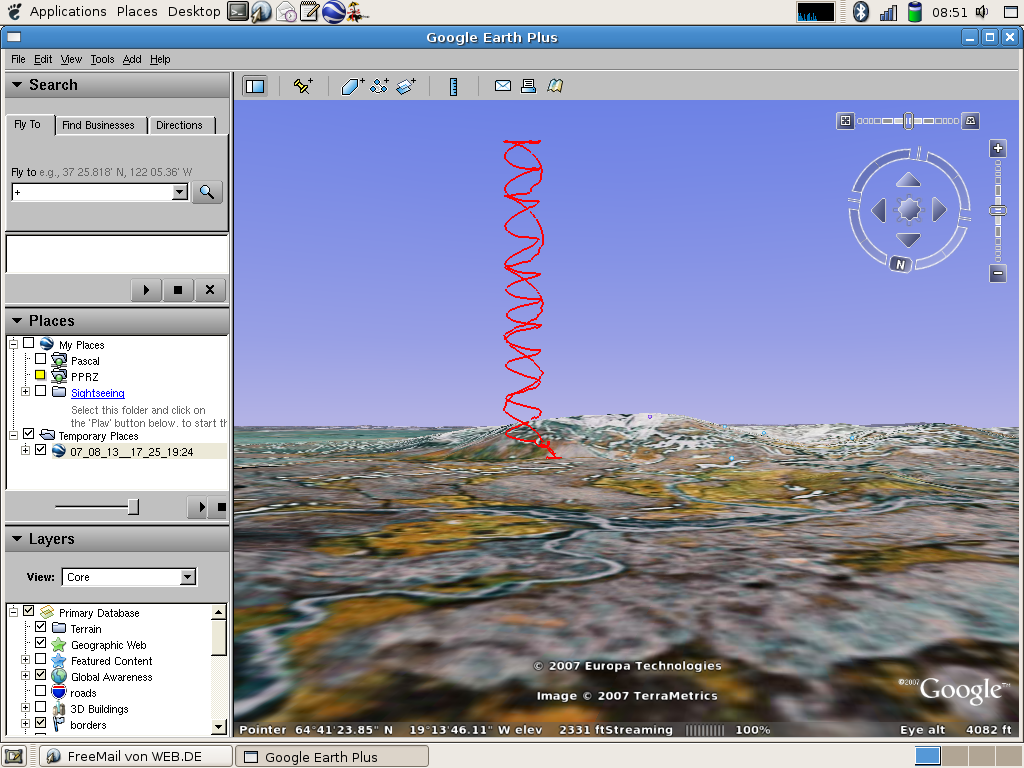 Applications Places Desktop 08:51
Google Earth Plus
File Edit View Tools Add Help
Search
Fly To Find Businesses Directions
Fly to e.g., 37 25.818' N, 122 05.36' W
+
Places
My Places
Pascal
PPRZ
Sightseeing
Select this folder and click on
the 'Play' button below, to start th
Temporary Places
07_08_13__17_25_19:24
Layers
View: Core
Primary Database
Terrain
Geographic Web
Featured Content
Global Awareness
roads
3D Buildings
borders
N
© 2007 Europa Technologies
Image © 2007 TerraMetrics
©2007 Google™
Pointer 64°41'23.85" N 19°13'46.11" W elev 2331 ft Streaming 100% Eye alt 4082 ft
FreeMail von WEB.DE Google Earth Plus